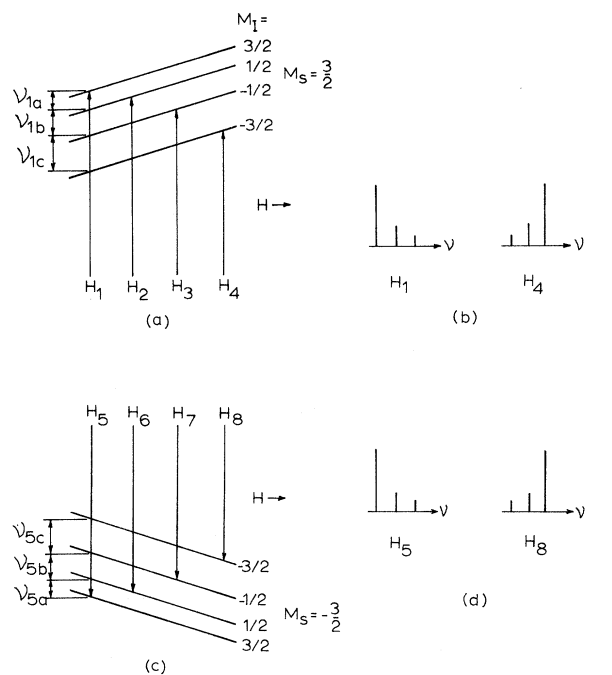 M_I =
3/2
1/2
M_S = 3/2
-1/2
-3/2
ν_1a
ν_1b
ν_1c
H →
H_1 H_2 H_3 H_4
(a)
ν ν
H_1 H_4
(b)
H_5 H_6 H_7 H_8
H →
ν_5c
ν_5b
ν_5a
-3/2
-1/2
1/2
3/2
M_S = -3/2
(c)
ν ν
H_5 H_8
(d)